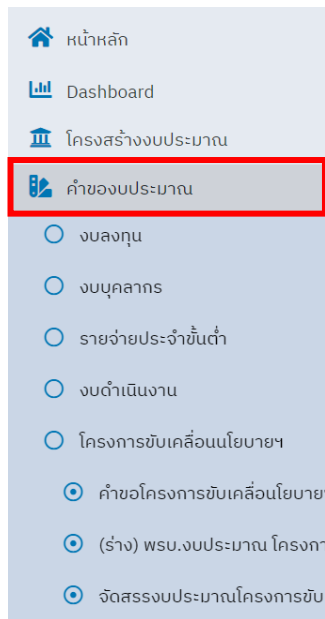 หน้าหลัก
Dashboard
โครงสร้างงบประมาณ
คำของบประมาณ
งบลงทุน
งบบุคลากร
รายจ่ายประจำขั้นต่ำ
งบดำเนินงาน
โครงการขับเคลื่อนนโยบายฯ
คำขอโครงการขับเคลื่อนโยบายฯ
(ร่าง) พรบ.งบประมาณ โครงกา
จัดสรรงบประมาณโครงการขับ